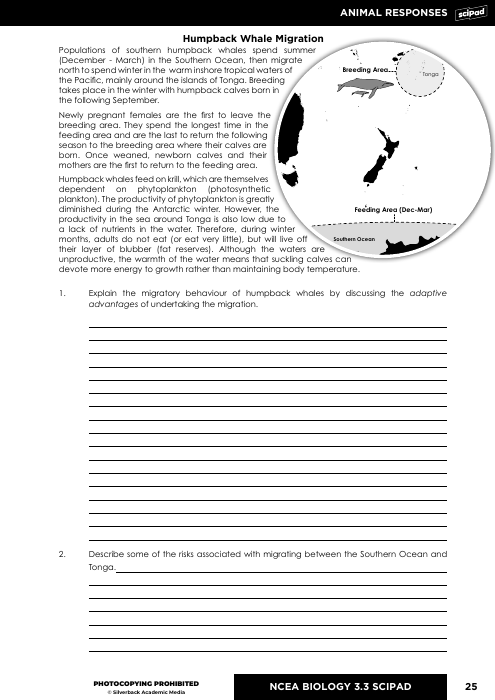 ANIMAL RESPONSES
scipad
Humpback Whale Migration
Populations of southern humpback whales spend summer
(December - March) in the Southern Ocean, then migrate
north to spend winter in the warm inshore tropical waters of
the Pacific, mainly around the islands of Tonga. Breeding
takes place in the winter with humpback calves born in
the following September.
Newly pregnant females are the first to leave the
breeding area. They spend the longest time in the
feeding area and are the last to return the following
season to the breeding area where their calves are
born. Once weaned, newborn calves and their
mothers are the first to return to the feeding area.
Humpback whales feed on krill, which are themselves
dependent on phytoplankton (photosynthetic
plankton). The productivity of phytoplankton is greatly
diminished during the Antarctic winter. However, the
productivity in the sea around Tonga is also low due to
a lack of nutrients in the water. Therefore, during winter
months, adults do not eat (or eat very little), but will live off
their layer of blubber (fat reserves). Although the waters are
unproductive, the warmth of the water means that suckling calves can
devote more energy to growth rather than maintaining body temperature.
Breeding Area
Tonga
Feeding Area (Dec-Mar)
Southern Ocean
1. Explain the migratory behaviour of humpback whales by discussing the adaptive
advantages of undertaking the migration.
2. Describe some of the risks associated with migrating between the Southern Ocean and
Tonga.
PHOTOCOPYING PROHIBITED
© Silverback Academic Media
NCEA BIOLOGY 3.3 SCIPAD
25